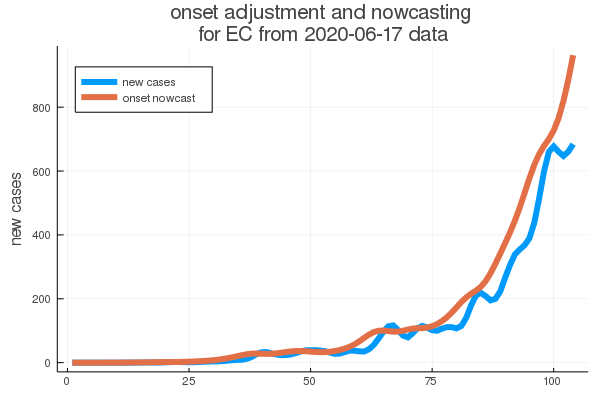 onset adjustment and nowcasting
for EC from 2020-06-17 data
new cases
onset nowcast
new cases
800
600
400
200
0
0
25
50
75
100